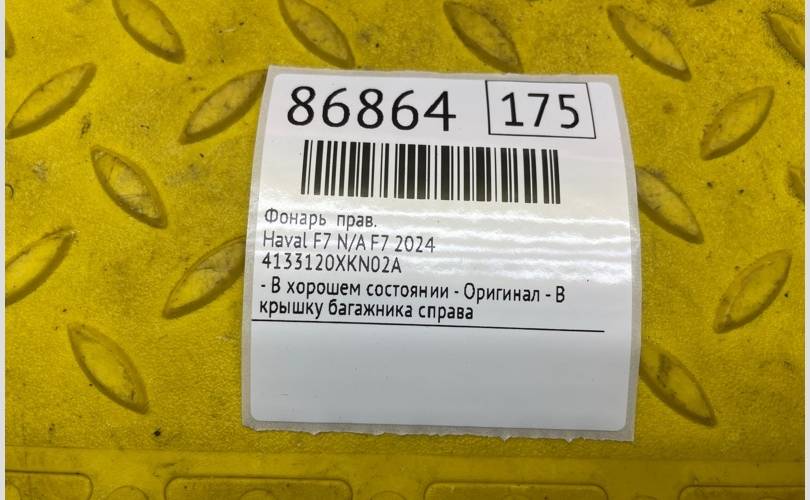 86864 175
Фонарь прав.
Haval F7 N/A F7 2024
4133120XKN02A
- В хорошем состоянии - Оригинал - В
крышку багажника справа